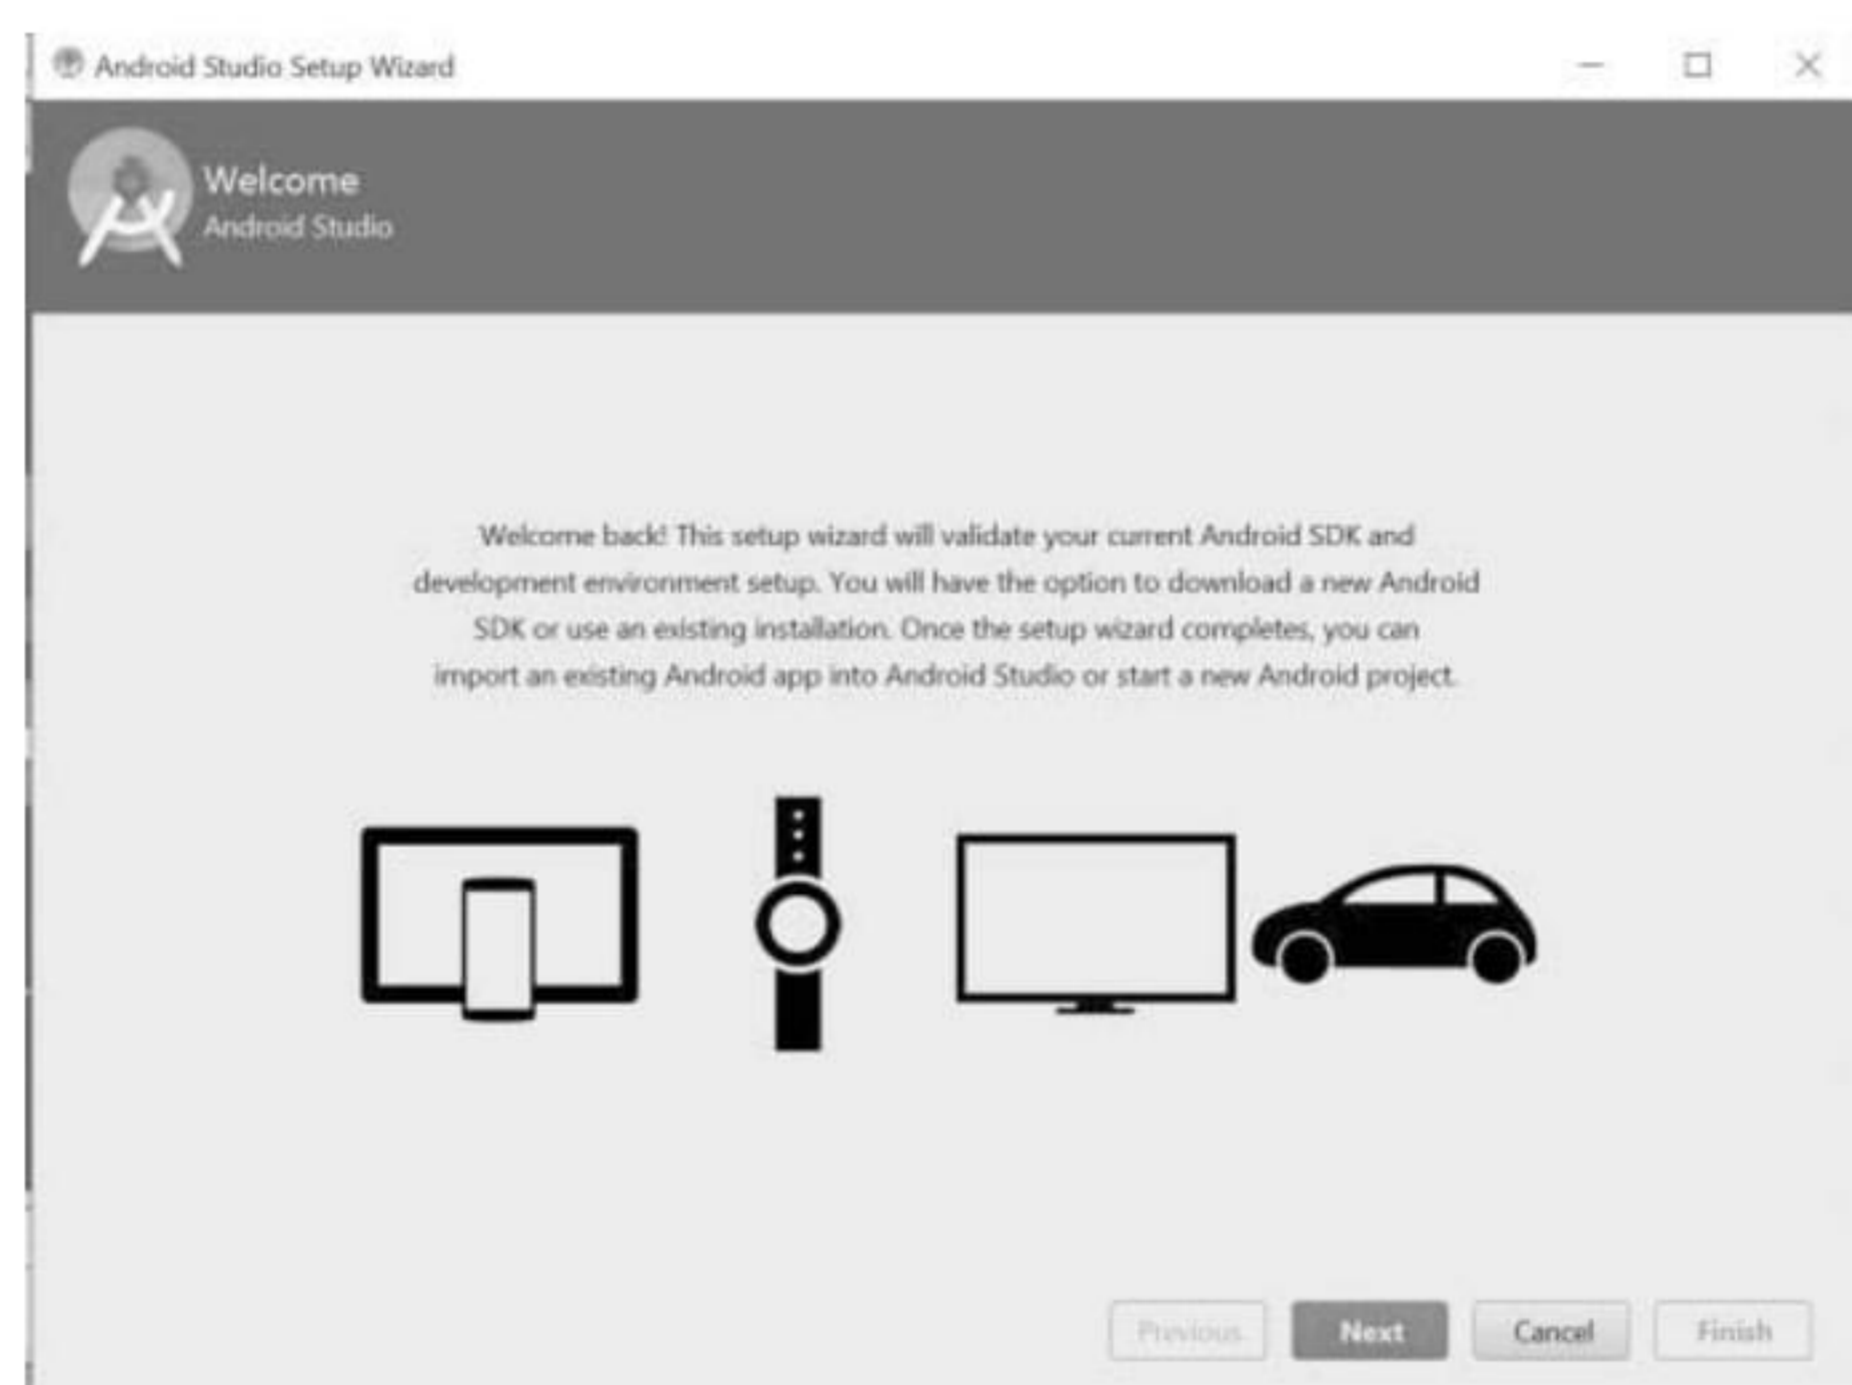 Android Studio Setup Wizard
Welcome
Android Studio
Welcome back! This setup wizard will validate your current Android SDK and
development environment setup. You will have the option to download a new Android
SDK or use an existing installation. Once the setup wizard completes, you can
import an existing Android app into Android Studio or start a new Android project.
Previous Next Cancel Finish